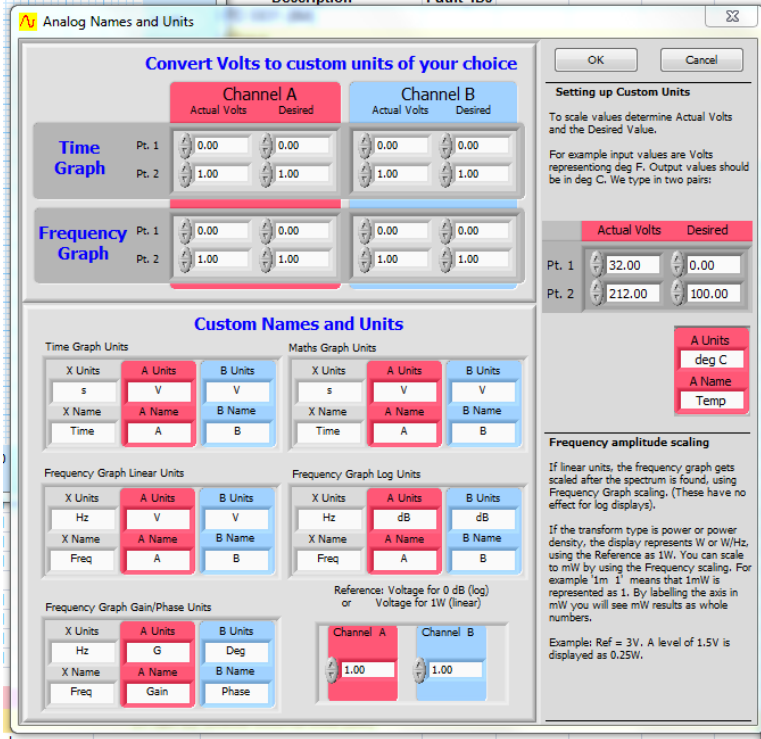 Description
Fault IDs
Analog Names and Units
Convert Volts to custom units of your choice
Channel A
Channel B
Actual Volts Desired Actual Volts Desired
Time Graph
Pt. 1 0.00 0.00 0.00 0.00
Pt. 2 1.00 1.00 1.00 1.00
Frequency Graph
Pt. 1 0.00 0.00 0.00 0.00
Pt. 2 1.00 1.00 1.00 1.00
Custom Names and Units
Time Graph Units
X Units A Units B Units
s V V
X Name A Name B Name
Time A B
Maths Graph Units
X Units A Units B Units
s V V
X Name A Name B Name
Time A B
Frequency Graph Linear Units
X Units A Units B Units
Hz V V
X Name A Name B Name
Freq A B
Frequency Graph Log Units
X Units A Units B Units
Hz dB dB
X Name A Name B Name
Freq A B
Frequency Graph Gain/Phase Units
X Units A Units B Units
Hz G Deg
X Name A Name B Name
Freq Gain Phase
Reference: Voltage for 0 dB (log)
or Voltage for 1W (linear)
Channel A Channel B
1.00 1.00
OK Cancel
Setting up Custom Units
To scale values determine Actual Volts
and the Desired Value.
For example input values are Volts
representiong deg F. Output values should
be in deg C. We type in two pairs:
Actual Volts Desired
Pt. 1 32.00 0.00
Pt. 2 212.00 100.00
A Units
deg C
A Name
Temp
Frequency amplitude scaling
If linear units, the frequency graph gets
scaled after the spectrum is found, using
Frequency Graph scaling. (These have no
effect for log displays).
If the transform type is power or power
density, the display represents W or W/Hz,
using the Reference as 1W. You can scale
to mW by using the Frequency scaling. For
example '1m 1' means that 1mW is
represented as 1. By labelling the axis in
mW you will see mW results as whole
numbers.
Example: Ref = 3V. A level of 1.5V is
displayed as 0.25W.